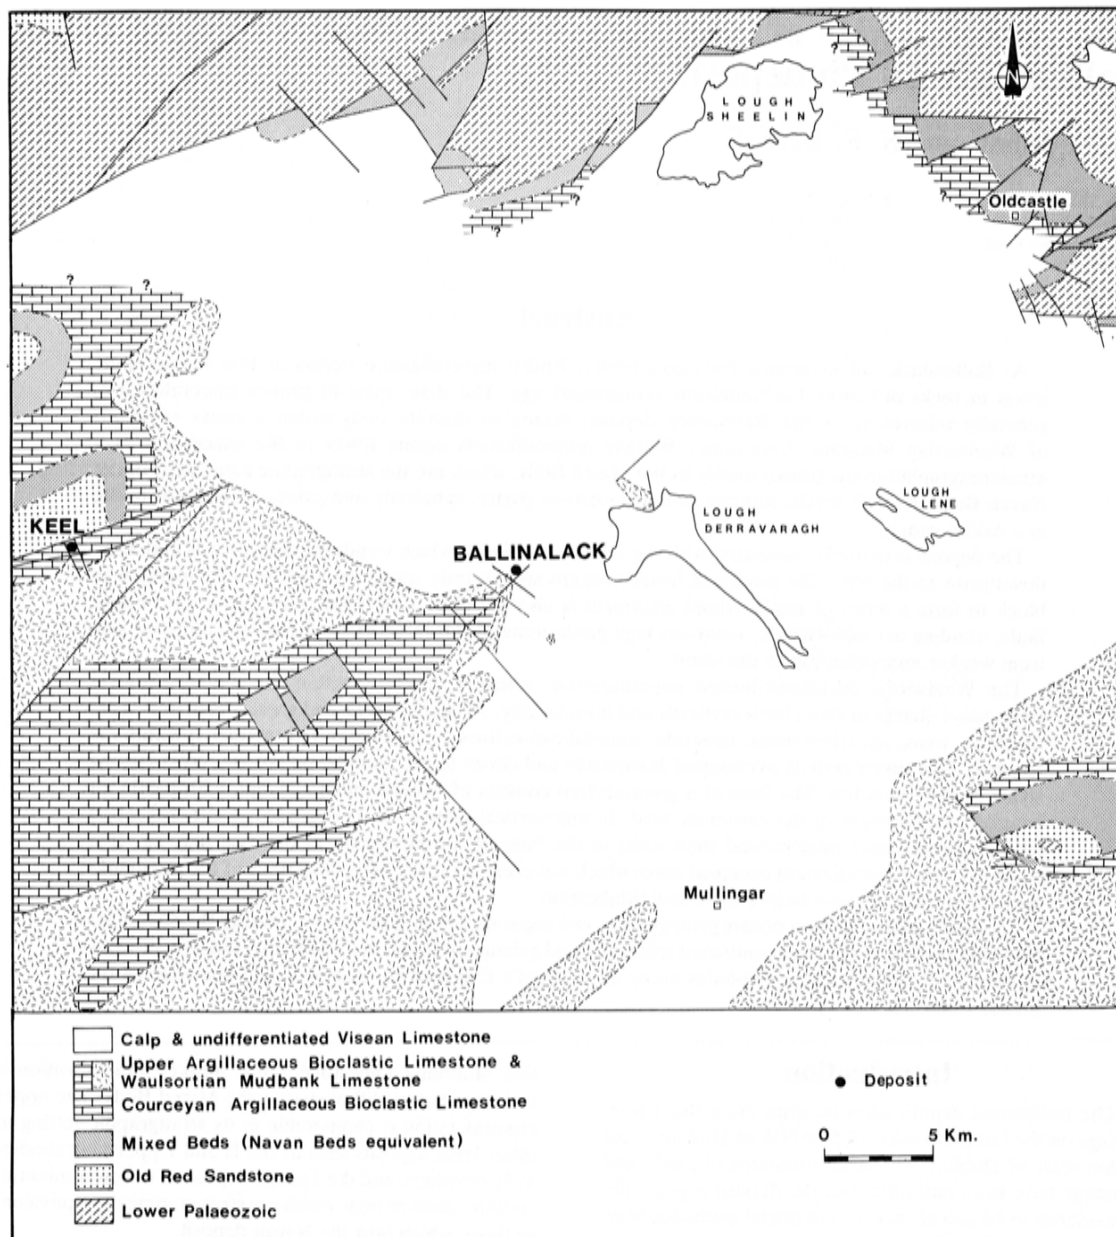 N
?
LOUGH
SHEELIN
?
Oldcastle
?
?
?
?
?
KEEL
BALLINALACK
LOUGH
DERRAVARAGH
LOUGH
LENE
Mullingar
Calp & undifferentiated Visean Limestone
Upper Argillaceous Bioclastic Limestone &
Waulsortian Mudbank Limestone
Courceyan Argillaceous Bioclastic Limestone
Mixed Beds (Navan Beds equivalent)
Old Red Sandstone
Lower Palaeozoic
Deposit
0 5 Km.